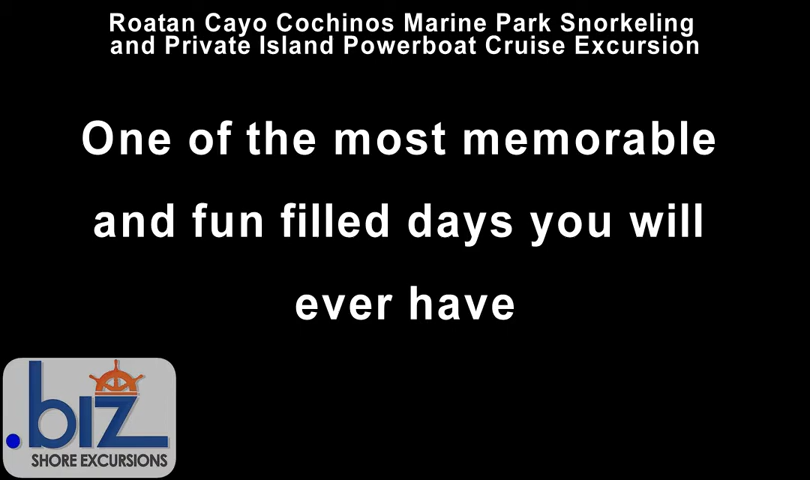 Roatan Cayo Cochinos Marine Park Snorkeling
and Private Island Powerboat Cruise Excursion
One of the most memorable
and fun filled days you will
ever have
.biz
SHORE EXCURSIONS